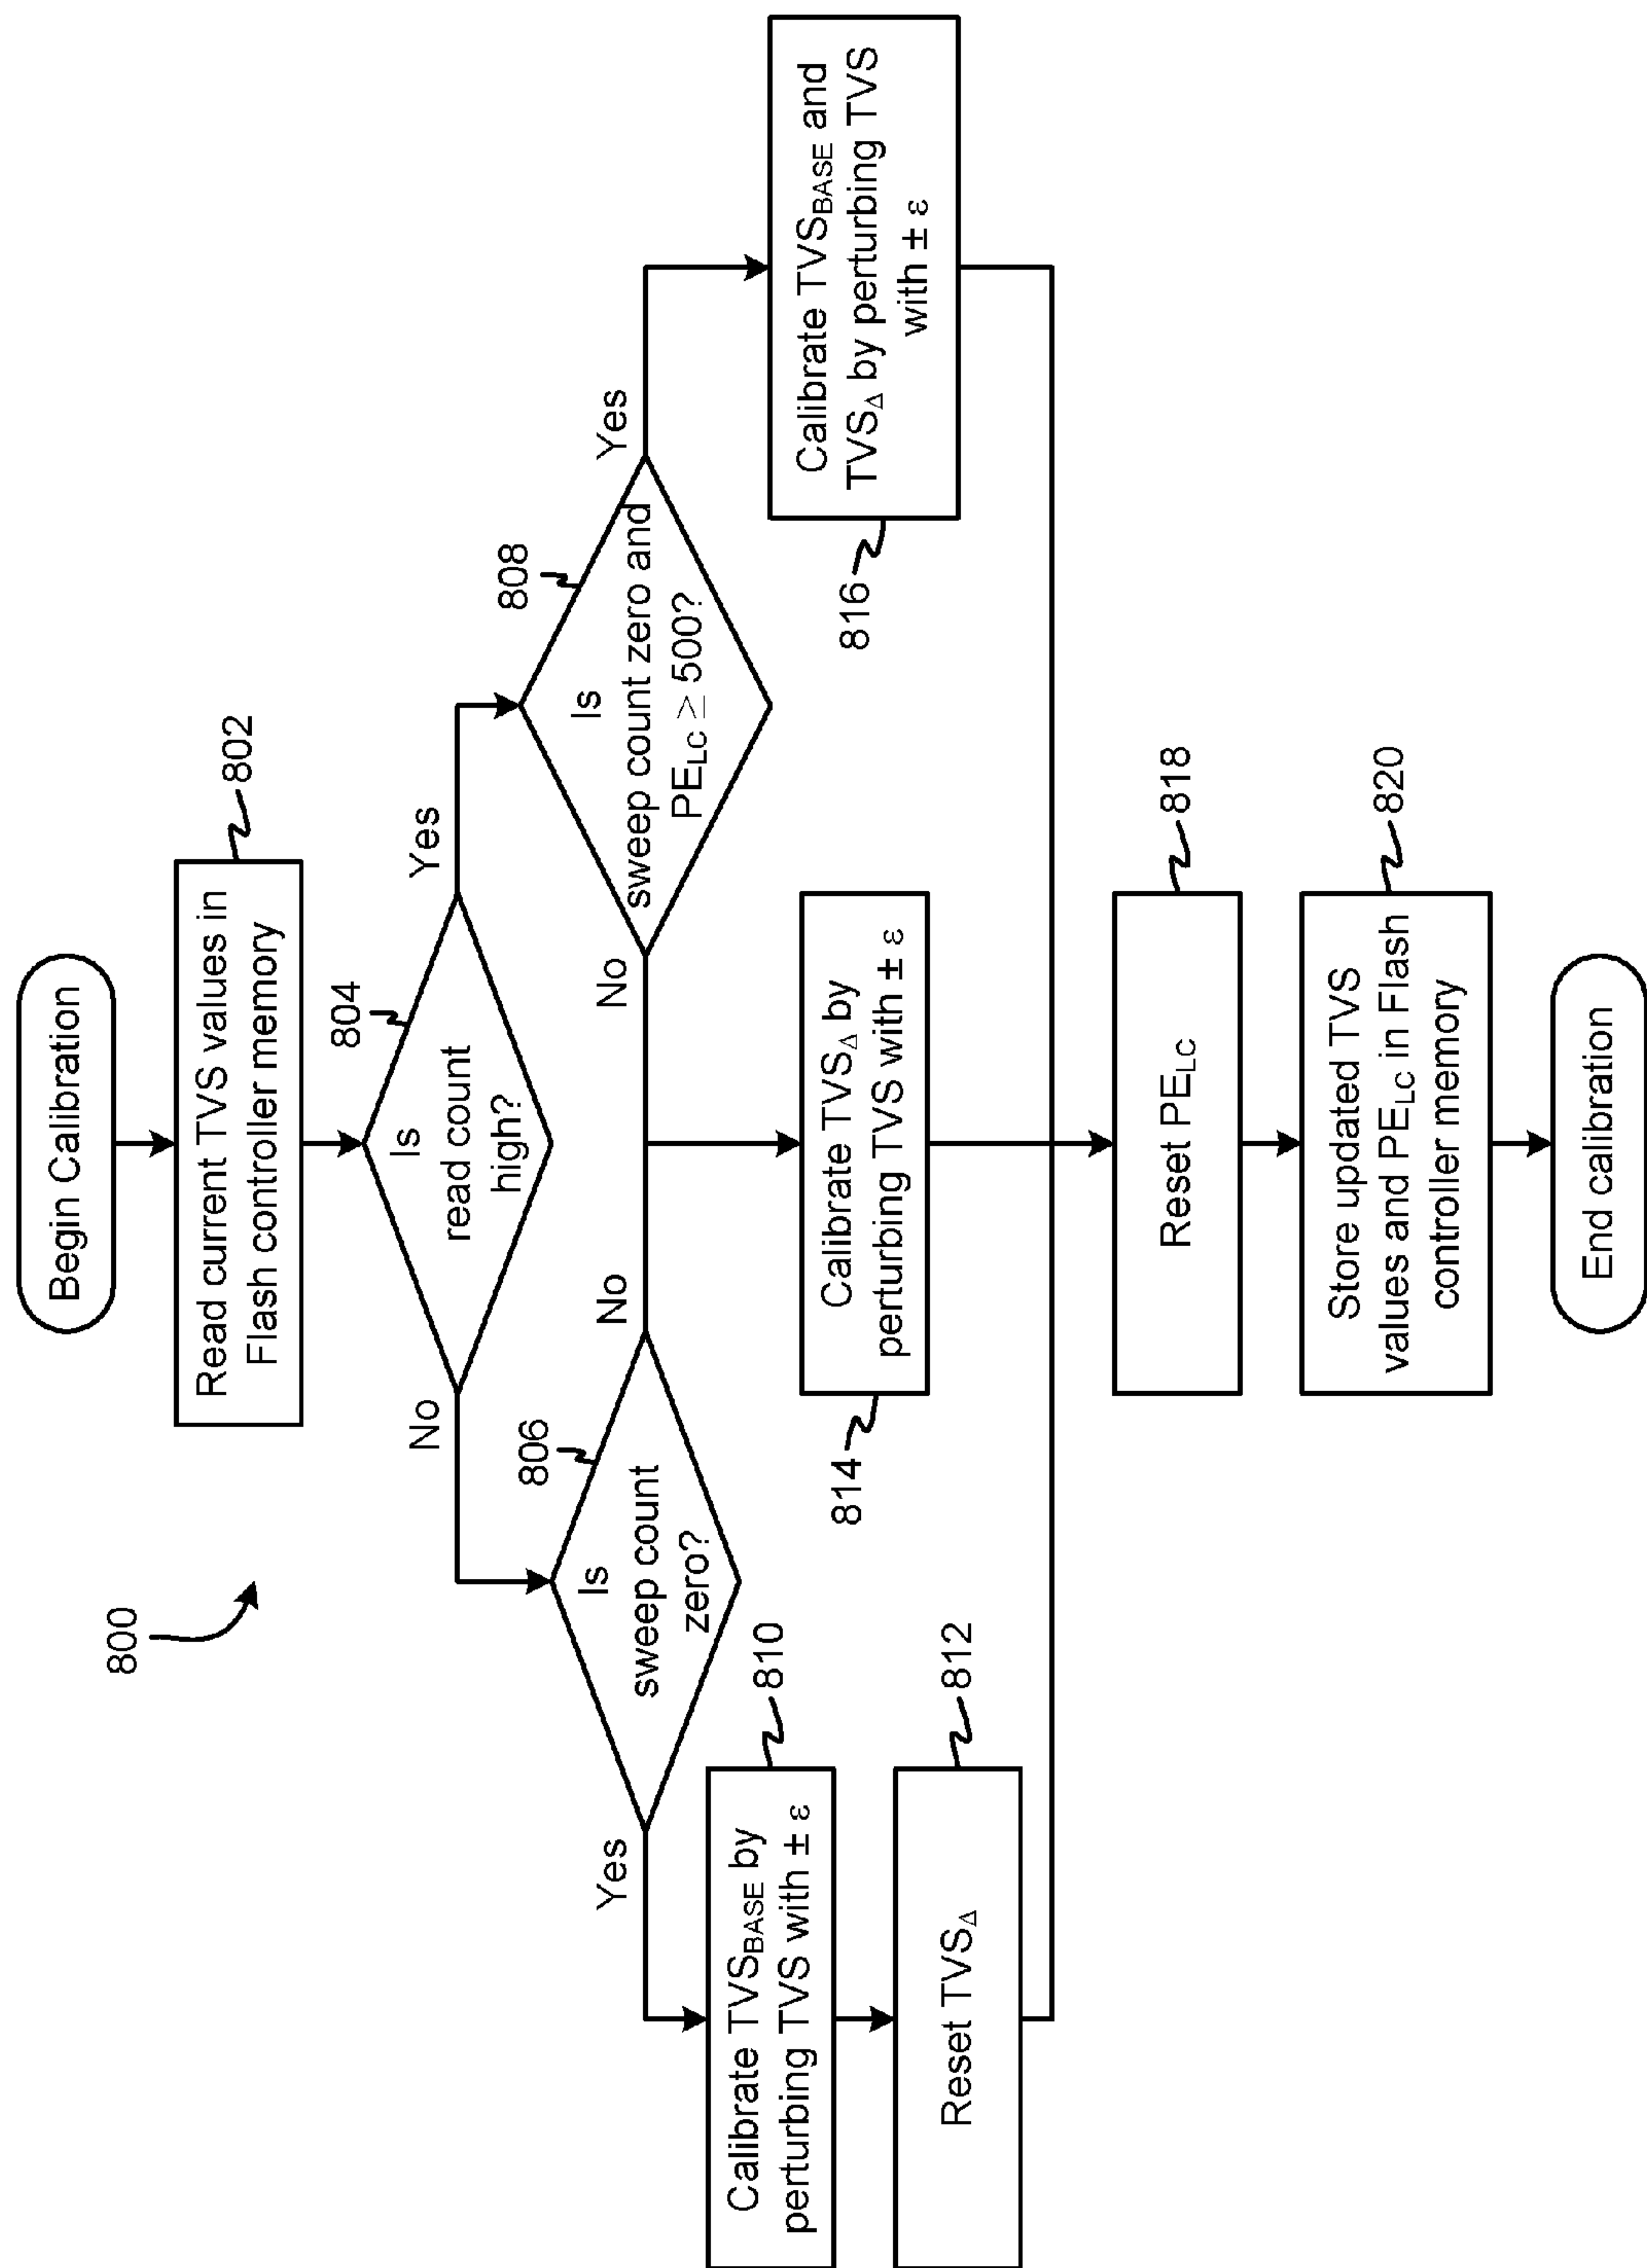 800
Begin Calibration
802
Read current TVS values in
Flash controller memory
804
Is
read count
high?
No
Yes
806
Is
sweep count
zero?
808
Is
sweep count zero and
PE_LC ≥ 500?
Yes
No
No
Yes
810
Calibrate TVS_BASE by
perturbing TVS with ± ε
812
Reset TVS_Δ
814
Calibrate TVS_Δ by
perturbing TVS with ± ε
816
Calibrate TVS_BASE and
TVS_Δ by perturbing TVS
with ± ε
818
Reset PE_LC
820
Store updated TVS
values and PE_LC in Flash
controller memory
End calibration